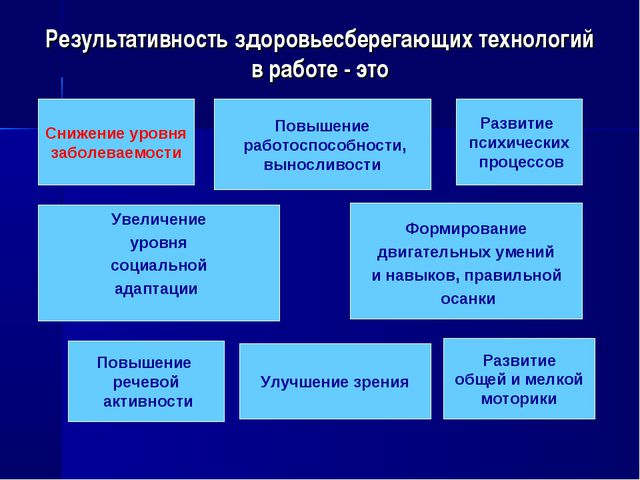 Результативность здоровьесберегающих технологий
в работе - это
Снижение уровня
заболеваемости
Повышение
работоспособности,
выносливости
Развитие
психических
процессов
Увеличение
уровня
социальной
адаптации
Формирование
двигательных умений
и навыков, правильной
осанки
Повышение
речевой
активности
Улучшение зрения
Развитие
общей и мелкой
моторики